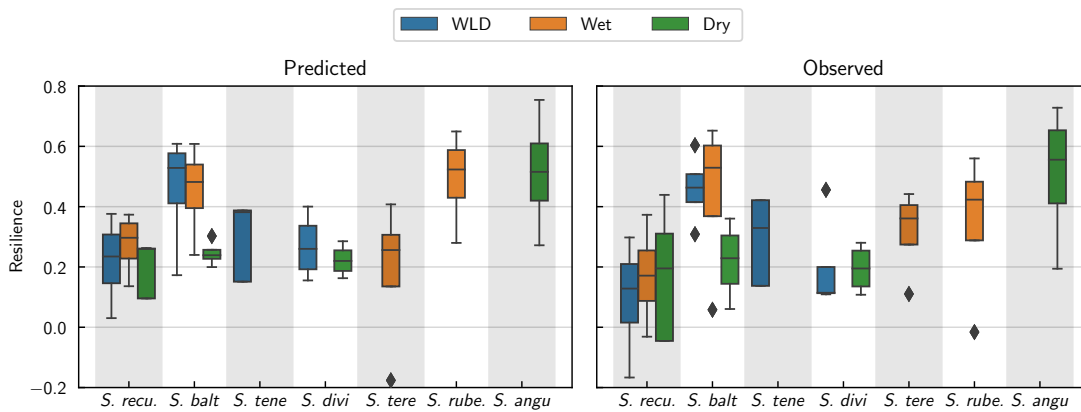 WLD Wet Dry
Predicted Observed
Resilience
0.8
0.6
0.4
0.2
0.0
−0.2
S. recu. S. balt S. tene S. divi S. tere S. rube. S. angu
S. recu. S. balt S. tene S. divi S. tere S. rube. S. angu